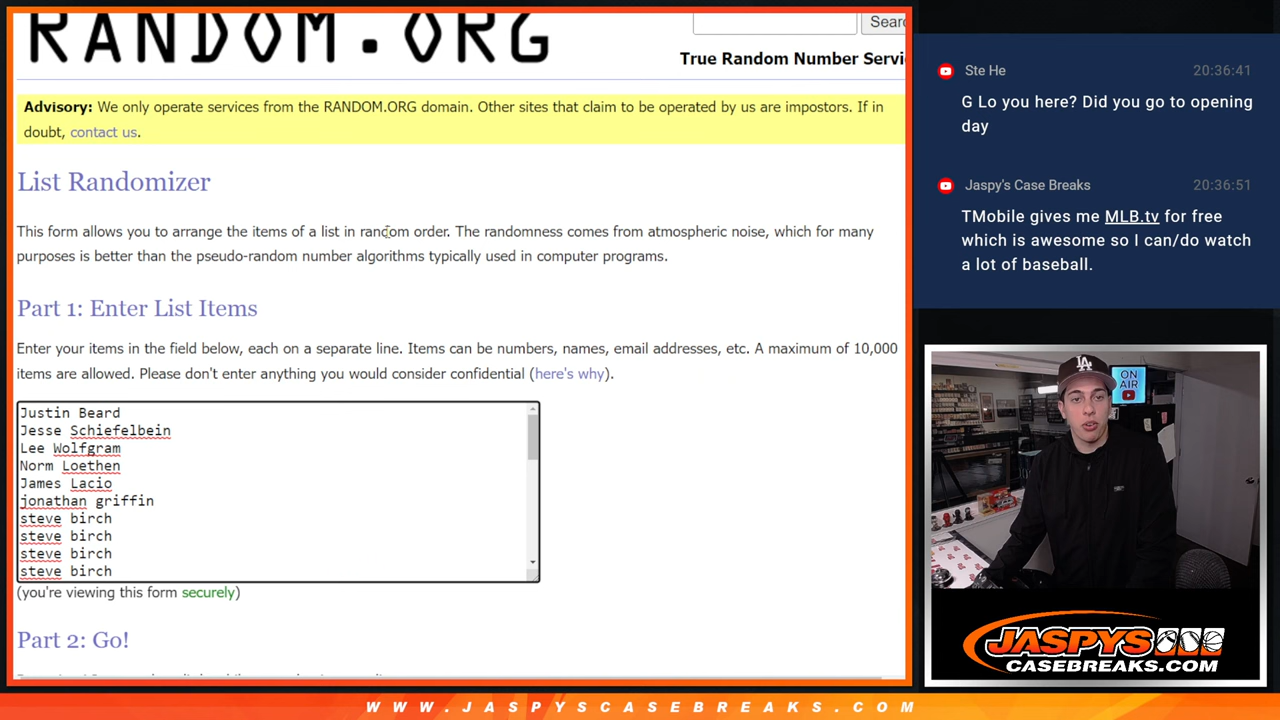 RANDOM.ORG
Searc
True Random Number Servi
Advisory: We only operate services from the RANDOM.ORG domain. Other sites that claim to be operated by us are impostors. If in
doubt, contact us.
List Randomizer
This form allows you to arrange the items of a list in random order. The randomness comes from atmospheric noise, which for many
purposes is better than the pseudo-random number algorithms typically used in computer programs.
Part 1: Enter List Items
Enter your items in the field below, each on a separate line. Items can be numbers, names, email addresses, etc. A maximum of 10,000
items are allowed. Please don't enter anything you would consider confidential (here's why).
Justin Beard
Jesse Schiefelbein
Lee Wolfgram
Norm Loethen
James Lacio
jonathan griffin
steve birch
steve birch
steve birch
steve birch
(you're viewing this form securely)
Part 2: Go!
Ste He 20:36:41
G Lo you here? Did you go to opening
day
Jaspy's Case Breaks 20:36:51
TMobile gives me MLB.tv for free
which is awesome so I can/do watch
a lot of baseball.
LA
ON
AIR
JASPYS
CASEBREAKS.COM
WWW.JASPYSCASEBREAKS.COM